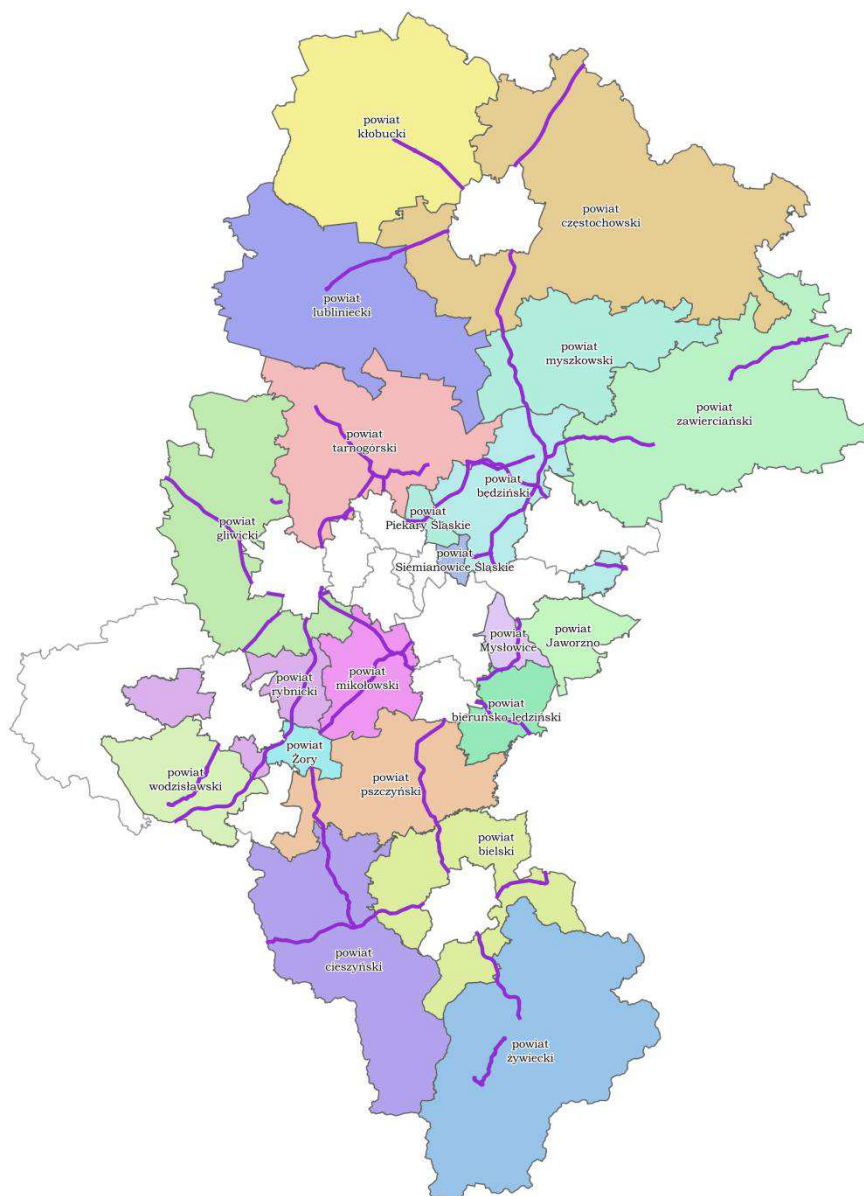 powiat
kłobucki
powiat
częstochowski
powiat
lubliniecki
powiat
myszkowski
powiat
zawierciański
powiat
tarnogórski
powiat
będziński
powiat
Piekary Śląskie
powiat
gliwicki
powiat
Siemianowice Śląskie
powiat
Mysłowice
powiat
Jaworzno
powiat
rybnicki
powiat
mikołowski
powiat
bieruńsko-lędziński
powiat
Żory
powiat
wodzisławski
powiat
pszczyński
powiat
bielski
powiat
cieszyński
powiat
żywiecki